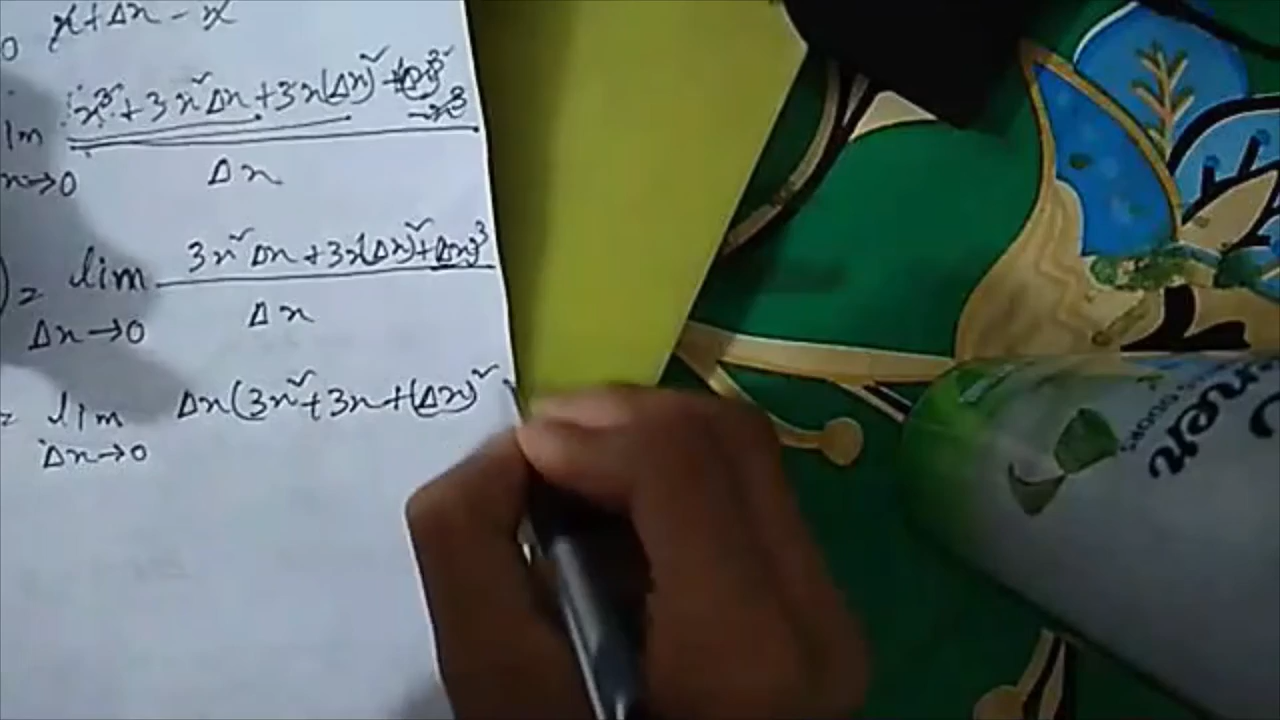 0 x+Δx-x
x³+3x²Δx+3x(Δx)²+(Δx)³
-x³
lim
x→0 Δx
3x²Δx+3x(Δx)²+Δx)³
)= lim
Δx→0 Δx
= lim Δx(3x²+3x+(Δx)²
Δx→0